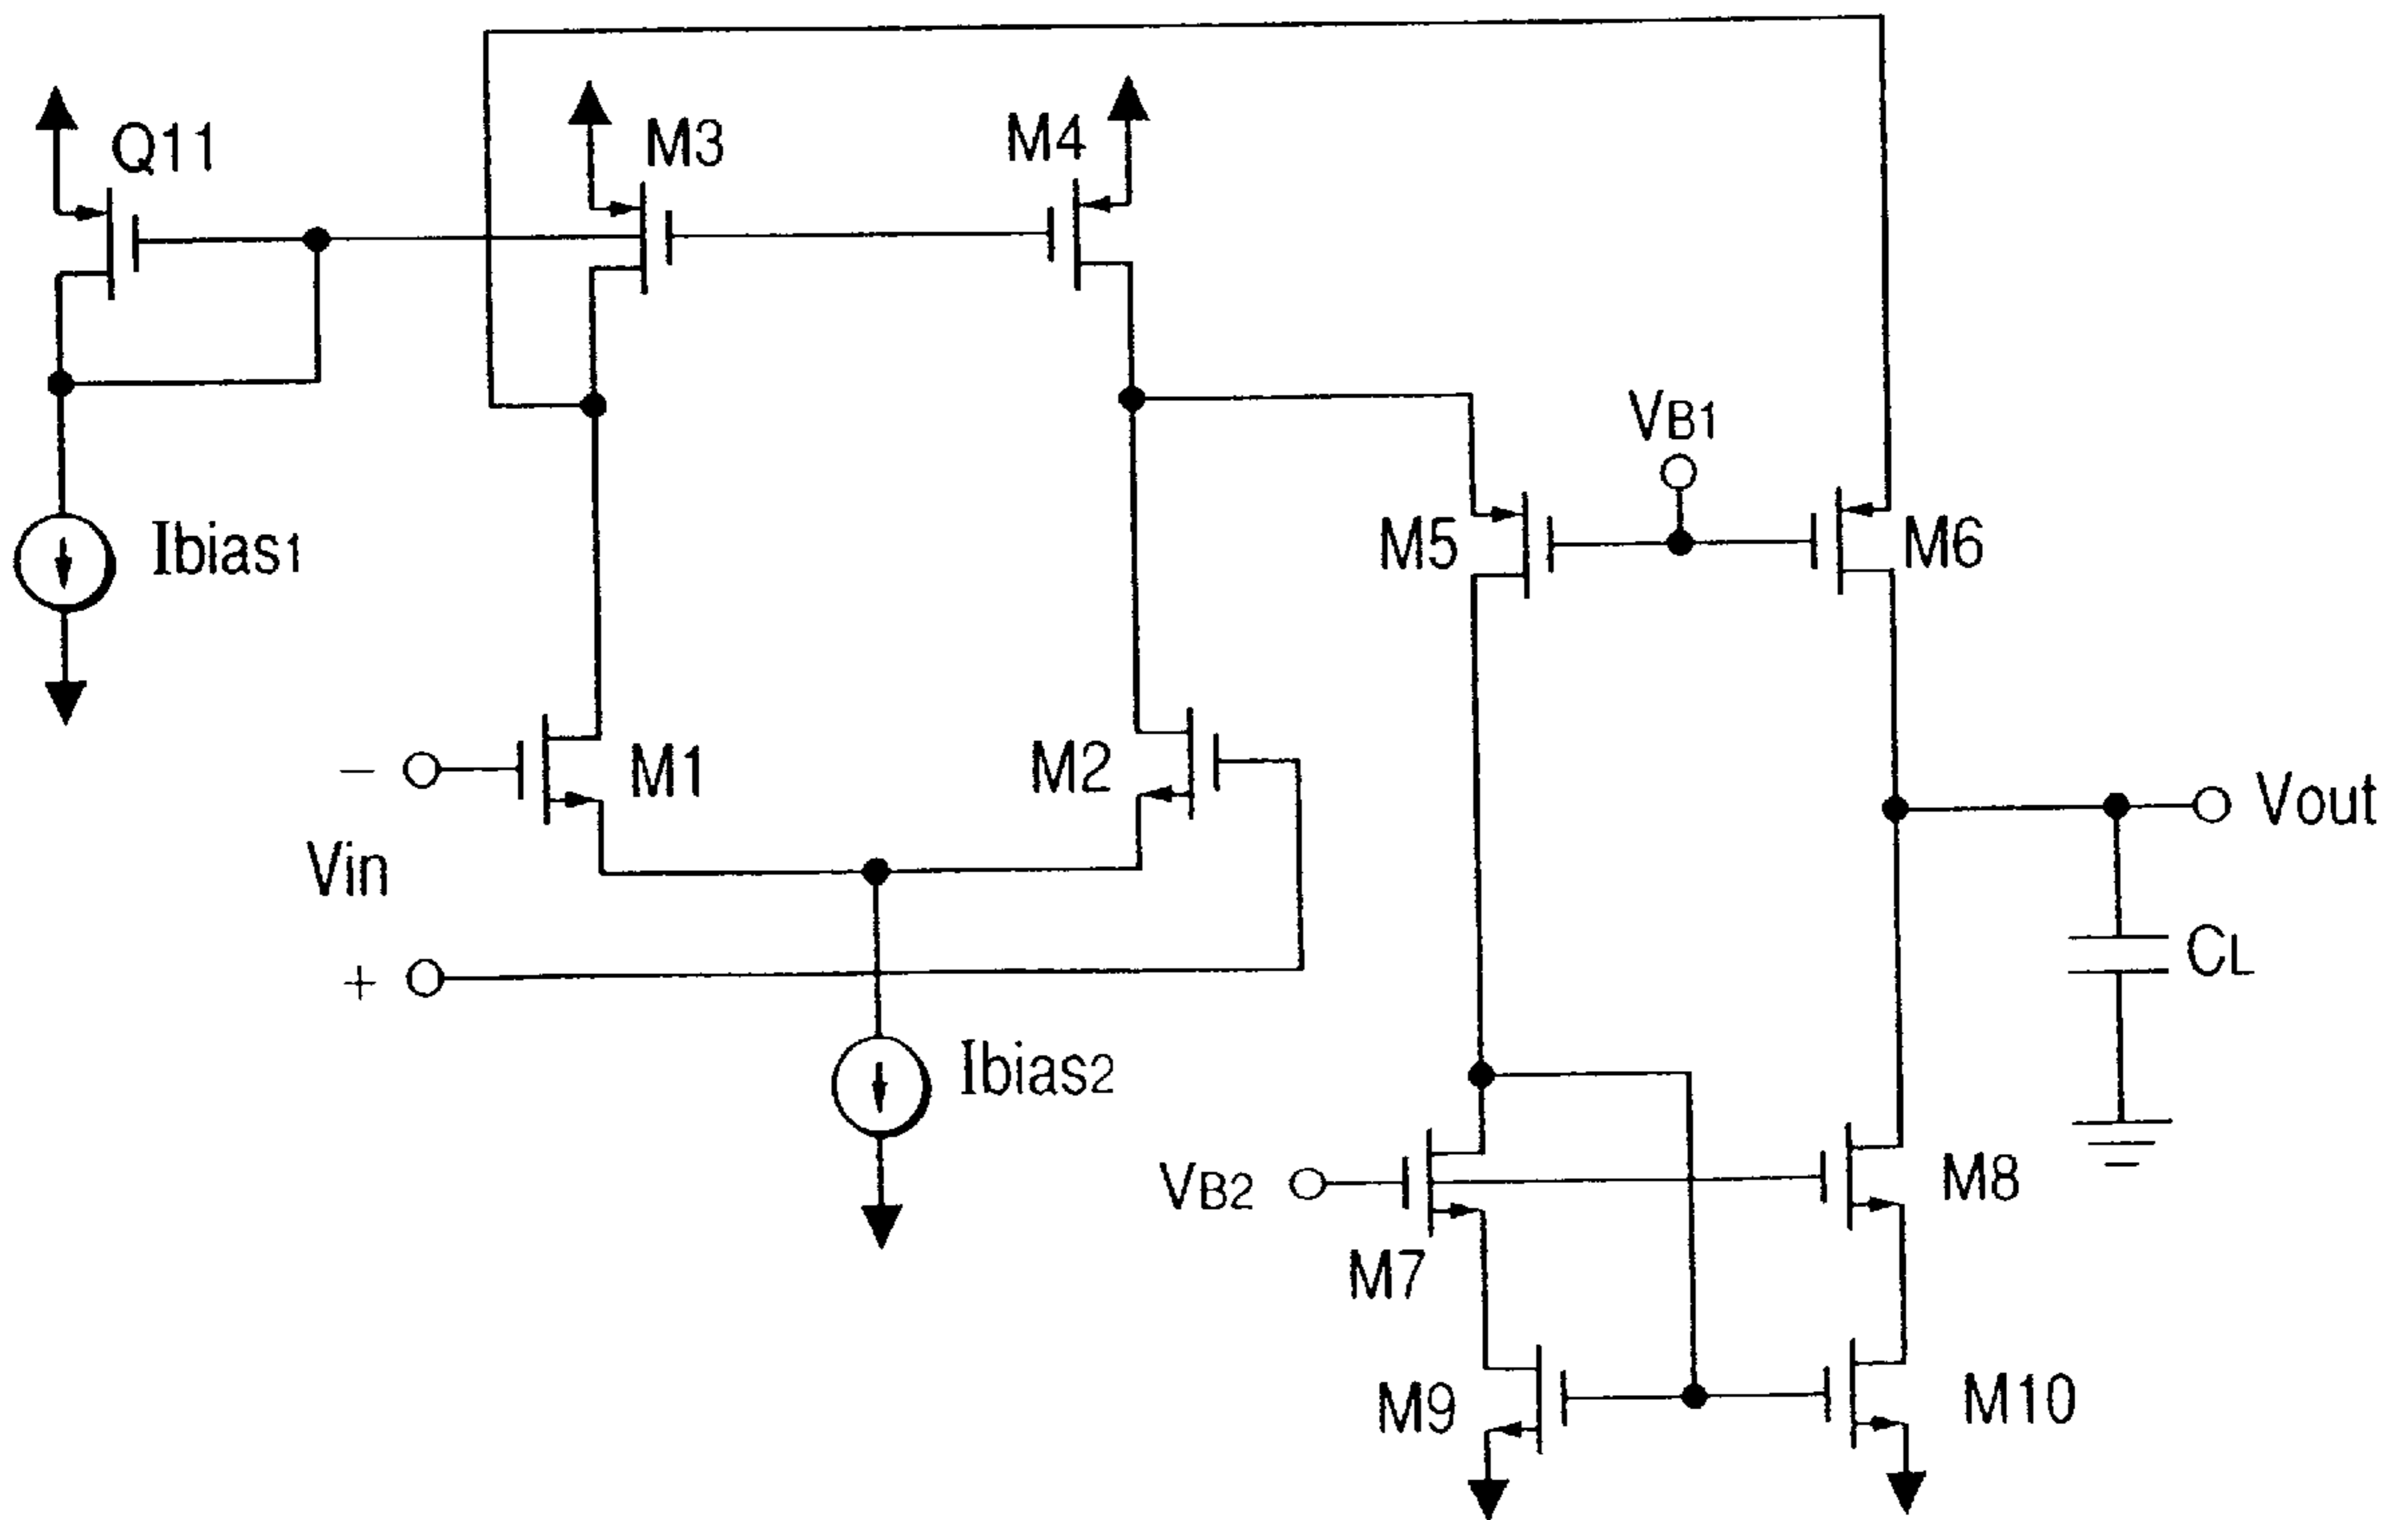 Q11
M3
M4
VB1
M5
M6
Ibias1
−
M1
M2
Vout
Vin
+
CL
Ibias2
VB2
M8
M7
M9
M10